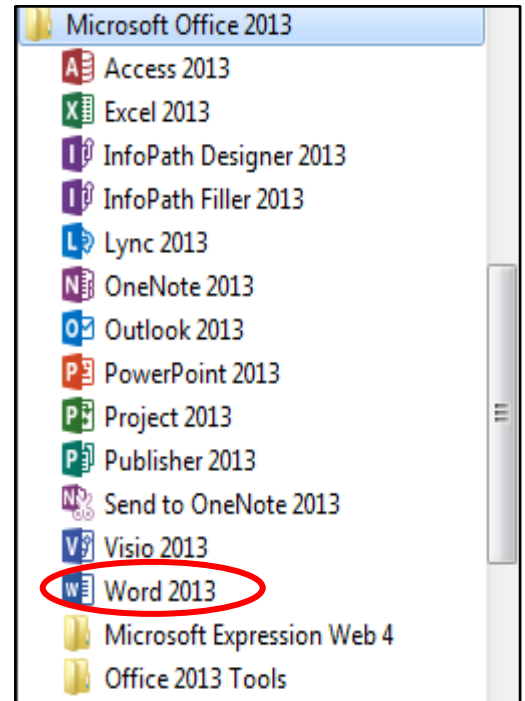 Microsoft Office 2013
Access 2013
Excel 2013
InfoPath Designer 2013
InfoPath Filler 2013
Lync 2013
OneNote 2013
Outlook 2013
PowerPoint 2013
Project 2013
Publisher 2013
Send to OneNote 2013
Visio 2013
Word 2013
Microsoft Expression Web 4
Office 2013 Tools